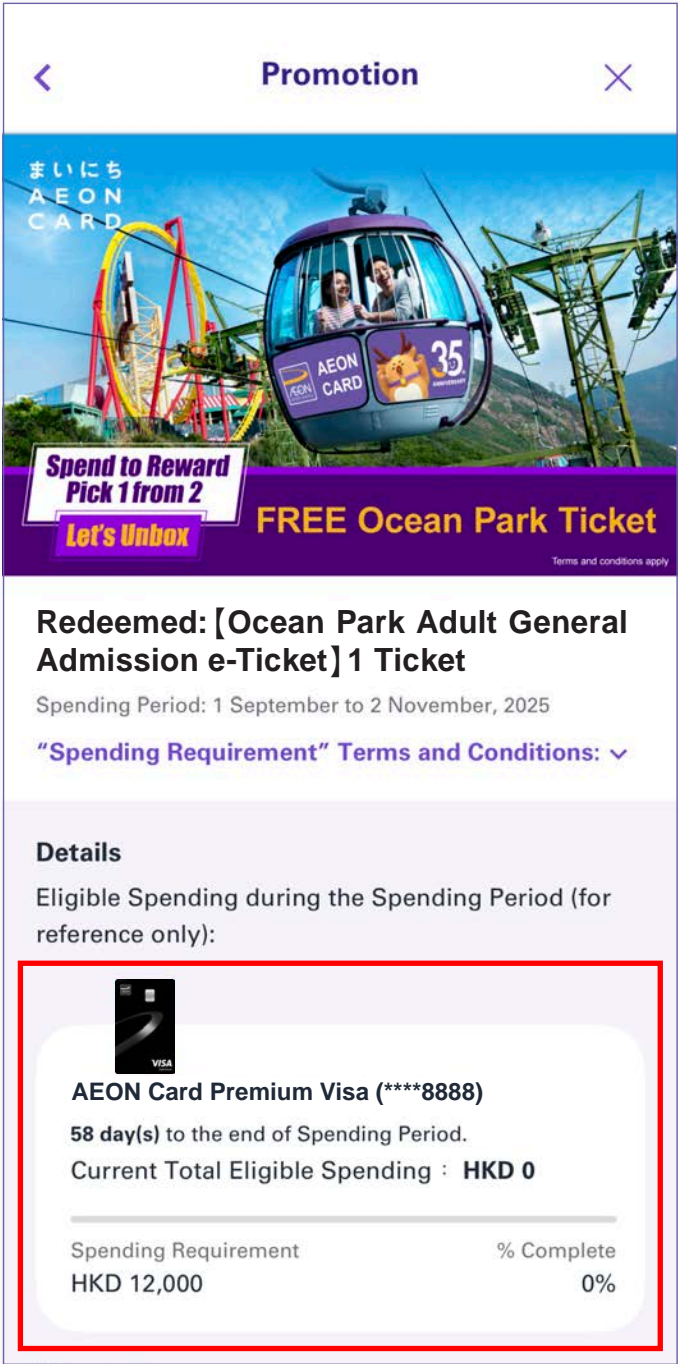 Promotion
まいにち
AEON
CARD
AEON
CARD
35
ANNIVERSARY
ÆON
Spend to Reward
Pick 1 from 2
Let's Unbox
FREE Ocean Park Ticket
Terms and conditions apply
Redeemed:【Ocean Park Adult General
Admission e-Ticket】1 Ticket
Spending Period: 1 September to 2 November, 2025
“Spending Requirement” Terms and Conditions:
Details
Eligible Spending during the Spending Period (for
reference only):
VISA
AEON Card Premium Visa (****8888)
58 day(s) to the end of Spending Period.
Current Total Eligible Spending : HKD 0
Spending Requirement % Complete
HKD 12,000 0%